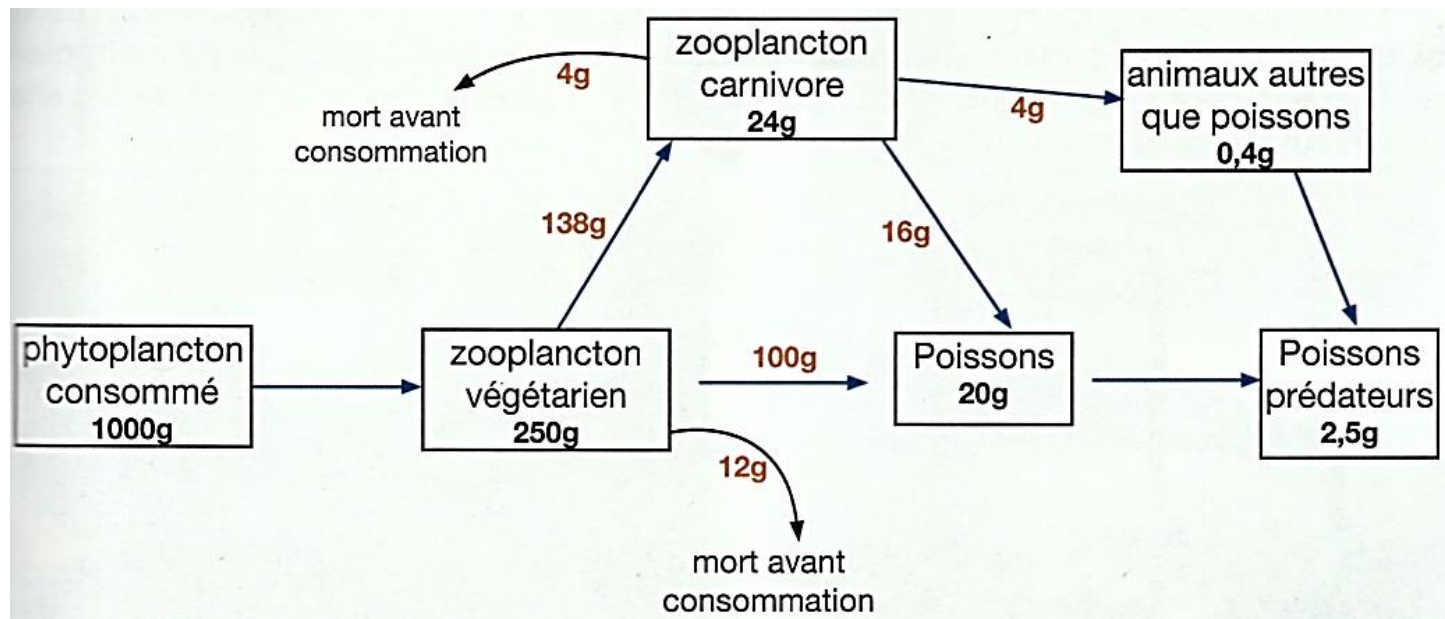 zooplancton
carnivore
24g
4g
mort avant
consommation
4g
animaux autres
que poissons
0,4g
138g
16g
phytoplancton
consommé
1000g
zooplancton
végétarien
250g
100g
Poissons
20g
Poissons
prédateurs
2,5g
12g
mort avant
consommation